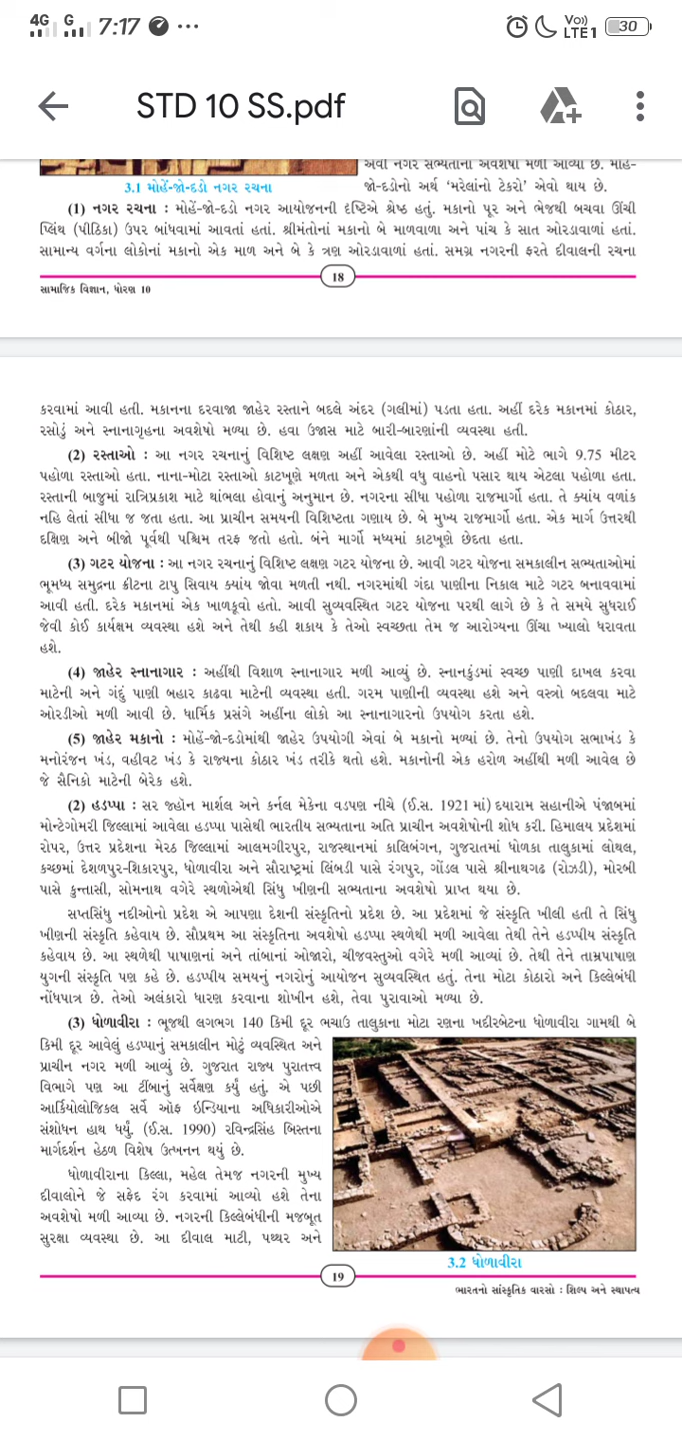 4G G 7:17 ... Vo)) LTE1 30
STD 10 SS.pdf
અવી નગર સભ્યતાના અવશેષો મળી આવ્યા છે. મોહેં-
3.1 મોહેં-જો-દડો નગર રચના
જો-દડોનો અર્થ ‘મરેલાંનો ટેકરો’ એવો થાય છે.
(1) નગર રચના : મોહેં-જો-દડો નગર આયોજનની દૃષ્ટિએ શ્રેષ્ઠ હતું. મકાનો પૂર અને ભેજથી બચવા ઊંચી
પ્લિંથ (પીઠિકા) ઉપર બાંધવામાં આવતાં હતાં. શ્રીમંતોનાં મકાનો બે માળવાળા અને પાંચ કે સાત ઓરડાવાળાં હતાં.
સામાન્ય વર્ગના લોકોનાં મકાનો એક માળ અને બે કે ત્રણ ઓરડાવાળાં હતાં. સમગ્ર નગરની ફરતે દીવાલની રચના
18
સામાજિક વિજ્ઞાન, ધોરણ 10
કરવામાં આવી હતી. મકાનના દરવાજા જાહેર રસ્તાને બદલે અંદર (ગલીમાં) પડતા હતા. અહીં દરેક મકાનમાં કોઠાર,
રસોડું અને સ્નાનાગૃહના અવશેષો મળ્યા છે. હવા ઉજાસ માટે બારી-બારણાંની વ્યવસ્થા હતી.
(2) રસ્તાઓ : આ નગર રચનાનું વિશિષ્ટ લક્ષણ અહીં આવેલા રસ્તાઓ છે. અહીં મોટે ભાગે 9.75 મીટર
પહોળા રસ્તાઓ હતા. નાના-મોટા રસ્તાઓ કાટખૂણે મળતા અને એકથી વધુ વાહનો પસાર થાય એટલા પહોળા હતા.
રસ્તાની બાજુમાં રાત્રિપ્રકાશ માટે થાંભલા હોવાનું અનુમાન છે. નગરના સીધા પહોળા રાજમાર્ગો હતા. તે ક્યાંય વળાંક
નહિ લેતાં સીધા જ જતા હતા. આ પ્રાચીન સમયની વિશિષ્ટતા ગણાય છે. બે મુખ્ય રાજમાર્ગો હતા. એક માર્ગ ઉત્તરથી
દક્ષિણ અને બીજો પૂર્વથી પશ્ચિમ તરફ જતો હતો. બંને માર્ગો મધ્યમાં કાટખૂણે છેદતા હતા.
(3) ગટર યોજના : આ નગર રચનાનું વિશિષ્ટ લક્ષણ ગટર યોજના છે. આવી ગટર યોજના સમકાલીન સભ્યતાઓમાં
ભૂમધ્ય સમુદ્રના ક્રીટના ટાપુ સિવાય ક્યાંય જોવા મળતી નથી. નગરમાંથી ગંદા પાણીના નિકાલ માટે ગટર બનાવવામાં
આવી હતી. દરેક મકાનમાં એક ખાળકૂવો હતો. આવી સુવ્યવસ્થિત ગટર યોજના પરથી લાગે છે કે તે સમયે સુધરાઈ
જેવી કોઈ કાર્યક્ષમ વ્યવસ્થા હશે અને તેથી કહી શકાય કે તેઓ સ્વચ્છતા તેમ જ આરોગ્યના ઊંચા ખ્યાલો ધરાવતા
હશે.
(4) જાહેર સ્નાનાગાર : અહીંથી વિશાળ સ્નાનાગાર મળી આવ્યું છે. સ્નાનકુંડમાં સ્વચ્છ પાણી દાખલ કરવા
માટેની અને ગંદું પાણી બહાર કાઢવા માટેની વ્યવસ્થા હતી. ગરમ પાણીની વ્યવસ્થા હશે અને વસ્ત્રો બદલવા માટે
ઓરડીઓ મળી આવી છે. ધાર્મિક પ્રસંગે અહીંના લોકો આ સ્નાનાગારનો ઉપયોગ કરતા હશે.
(5) જાહેર મકાનો : મોહેં-જો-દડોમાંથી જાહેર ઉપયોગી એવાં બે મકાનો મળ્યાં છે. તેનો ઉપયોગ સભાખંડ કે
મનોરંજન ખંડ, વહીવટ ખંડ કે રાજ્યના કોઠાર ખંડ તરીકે થતો હશે. મકાનોની એક હરોળ અહીંથી મળી આવેલ છે
જે સૈનિકો માટેની બેરેક હશે.
(2) હડપ્પા : સર જ્હોન માર્શલ અને કર્નલ મેકેના વડપણ નીચે (ઈ.સ. 1921 માં) દયારામ સહાનીએ પંજાબમાં
મોન્ટેગોમરી જિલ્લામાં આવેલા હડપ્પા પાસેથી ભારતીય સભ્યતાના અતિ પ્રાચીન અવશેષોની શોધ કરી. હિમાલય પ્રદેશમાં
રોપર, ઉત્તર પ્રદેશના મેરઠ જિલ્લામાં આલમગીરપુર, રાજસ્થાનમાં કાલિબંગન, ગુજરાતમાં ધોળકા તાલુકામાં લોથલ,
કચ્છમાં દેશળપુર-શિકારપુર, ધોળાવીરા અને સૌરાષ્ટ્રમાં લિંબડી પાસે રંગપુર, ગોંડલ પાસે શ્રીનાથગઢ (રોઝડી), મોરબી
પાસે કુન્તાસી, સોમનાથ વગેરે સ્થળોએથી સિંધુ ખીણની સભ્યતાના અવશેષો પ્રાપ્ત થયા છે.
સપ્તસિંધુ નદીઓનો પ્રદેશ એ આપણા દેશની સંસ્કૃતિનો પ્રદેશ છે. આ પ્રદેશમાં જે સંસ્કૃતિ ખીલી હતી તે સિંધુ
ખીણની સંસ્કૃતિ કહેવાય છે. સૌપ્રથમ આ સંસ્કૃતિના અવશેષો હડપ્પા સ્થળેથી મળી આવેલા તેથી તેને હડપ્પીય સંસ્કૃતિ
કહેવાય છે. આ સ્થળેથી પાષાણનાં અને તાંબાનાં ઓજારો, ચીજવસ્તુઓ વગેરે મળી આવ્યાં છે. તેથી તેને તામ્રપાષાણ
યુગની સંસ્કૃતિ પણ કહે છે. હડપ્પીય સમયનું નગરોનું આયોજન સુવ્યવસ્થિત હતું. તેના મોટા કોઠારો અને કિલ્લેબંધી
નોંધપાત્ર છે. તેઓ અલંકારો ધારણ કરવાના શોખીન હશે, તેવા પુરાવાઓ મળ્યા છે.
(3) ધોળાવીરા : ભૂજથી લગભગ 140 કિમી દૂર ભચાઉ તાલુકાના મોટા રણના ખદીરબેટના ધોળાવીરા ગામથી બે
કિમી દૂર આવેલું હડપ્પાનું સમકાલીન મોટું વ્યવસ્થિત અને
પ્રાચીન નગર મળી આવ્યું છે. ગુજરાત રાજ્ય પુરાતત્ત્વ
વિભાગે પણ આ ટીંબાનું સર્વેક્ષણ કર્યું હતું. એ પછી
આર્કિયોલોજિકલ સર્વે ઑફ ઇન્ડિયાના અધિકારીઓએ
સંશોધન હાથ ધર્યું. (ઈ.સ. 1990) રવિન્દ્રસિંહ બિસ્તના
માર્ગદર્શન હેઠળ વિશેષ ઉત્ખનન થયું છે.
ધોળાવીરાના કિલ્લા, મહેલ તેમજ નગરની મુખ્ય
દીવાલોને જે સફેદ રંગ કરવામાં આવ્યો હશે તેના
અવશેષો મળી આવ્યા છે. નગરની કિલ્લેબંધીની મજબૂત
સુરક્ષા વ્યવસ્થા છે. આ દીવાલ માટી, પથ્થર અને
3.2 ધોળાવીરા
19
ભારતનો સાંસ્કૃતિક વારસો : શિલ્પ અને સ્થાપત્ય